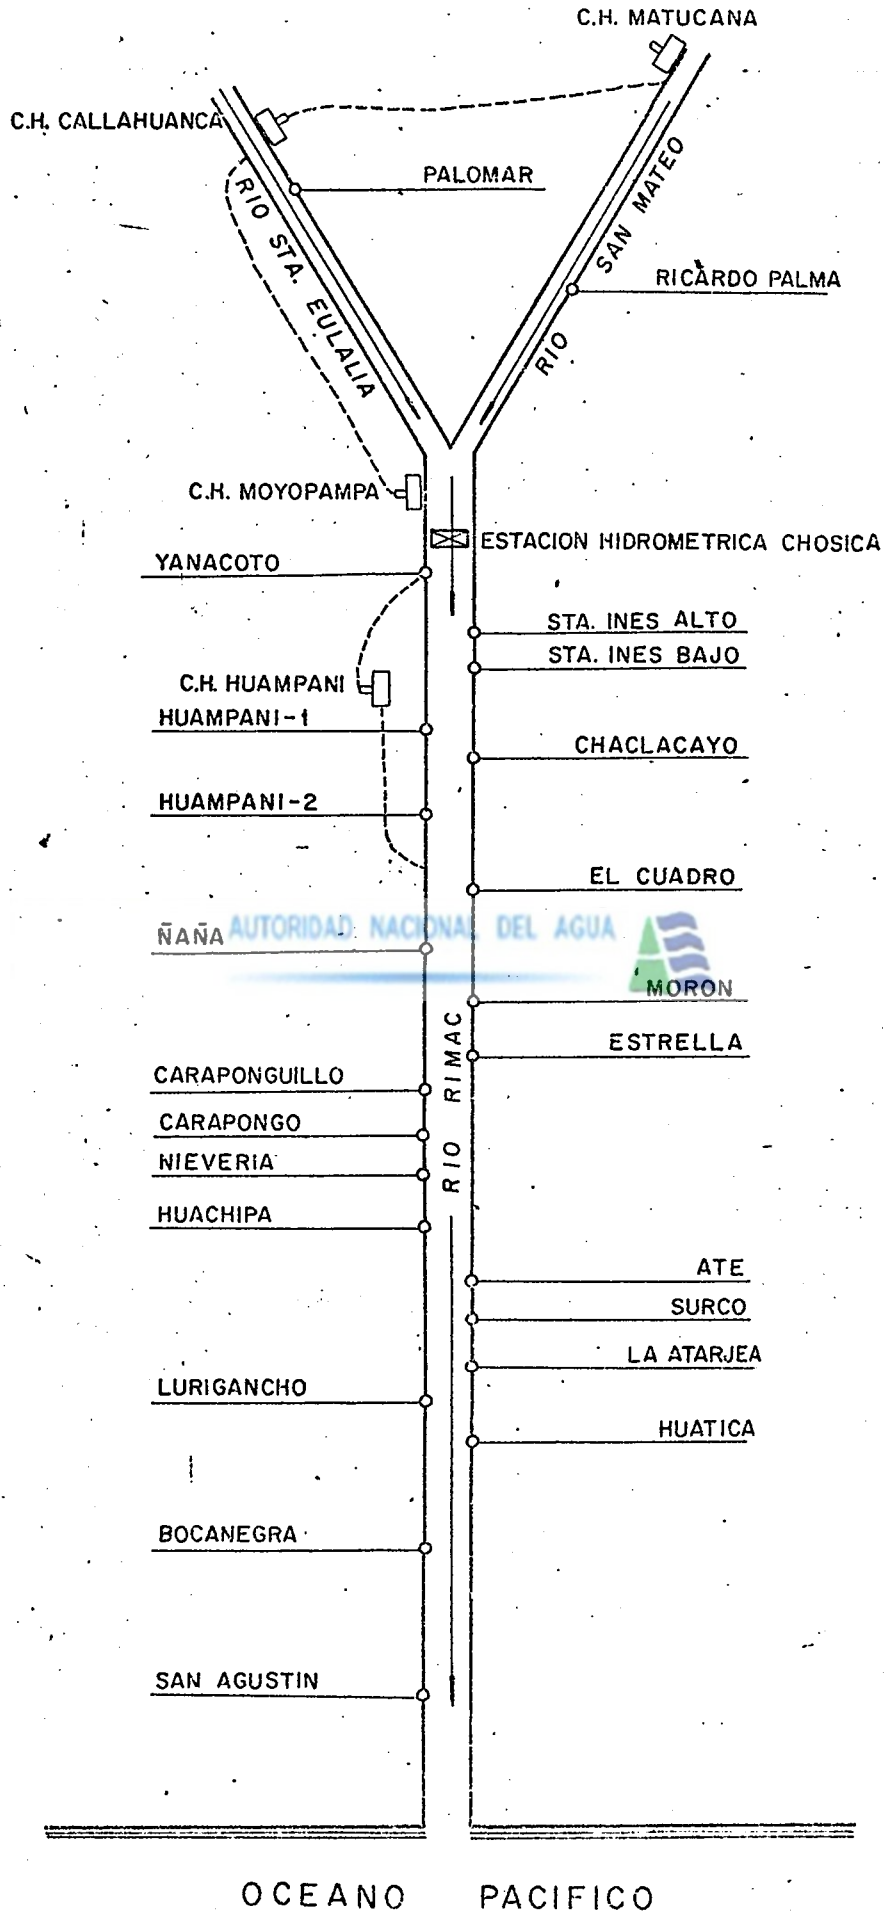 C.H. MATUCANA
C.H. CALLAHUANCA
PALOMAR
RIO STA. EULALIA
RIO SAN MATEO
RICARDO PALMA
C.H. MOYOPAMPA
ESTACION HIDROMETRICA CHOSICA
YANACOTO
STA. INES ALTO
STA. INES BAJO
C.H. HUAMPANI
HUAMPANI-1
CHACLACAYO
HUAMPANI-2
EL CUADRO
ÑAÑA
AUTORIDAD NACIONAL DEL AGUA
MORON
RIO RIMAC
ESTRELLA
CARAPONGUILLO
CARAPONGO
NIEVERIA
HUACHIPA
ATE
SURCO
LA ATARJEA
LURIGANCHO
HUATICA
BOCANEGRA
SAN AGUSTIN
OCEANO PACIFICO